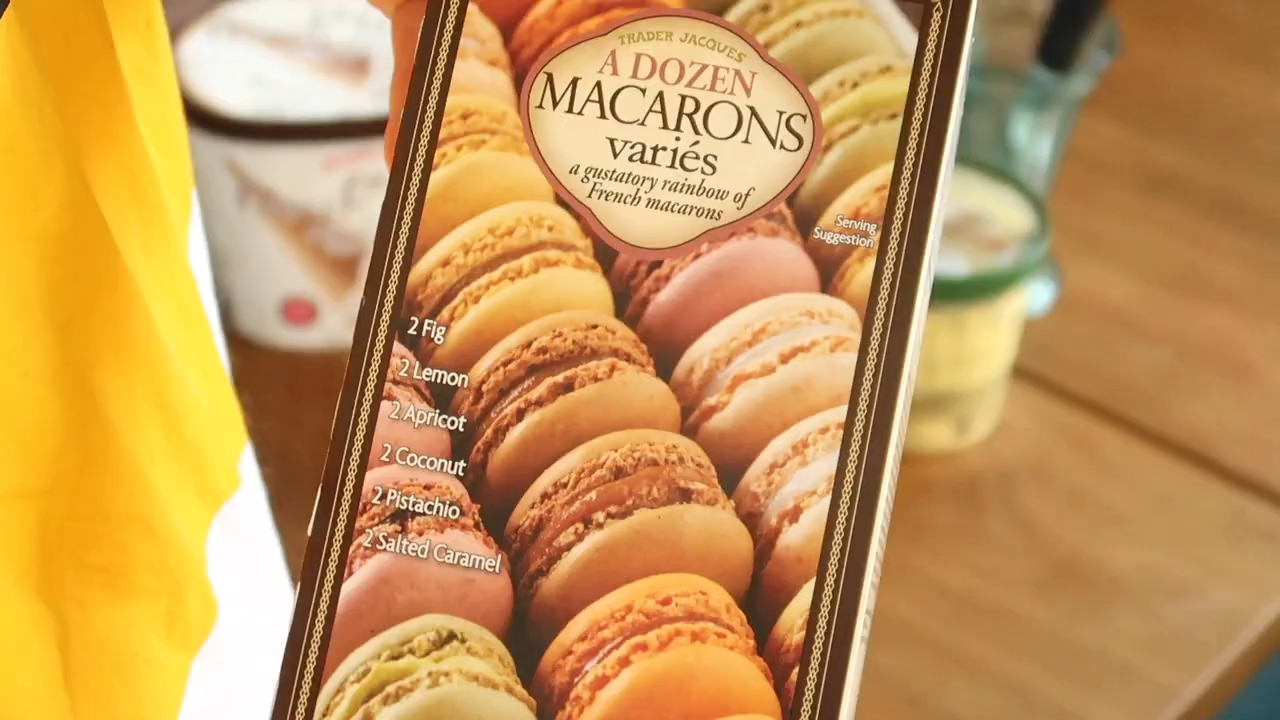 TRADER JACQUES
A DOZEN
MACARONS
variés
a gustatory rainbow of
French macarons
Serving
Suggestion
2 Fig
2 Lemon
2 Apricot
2 Coconut
2 Pistachio
2 Salted Caramel